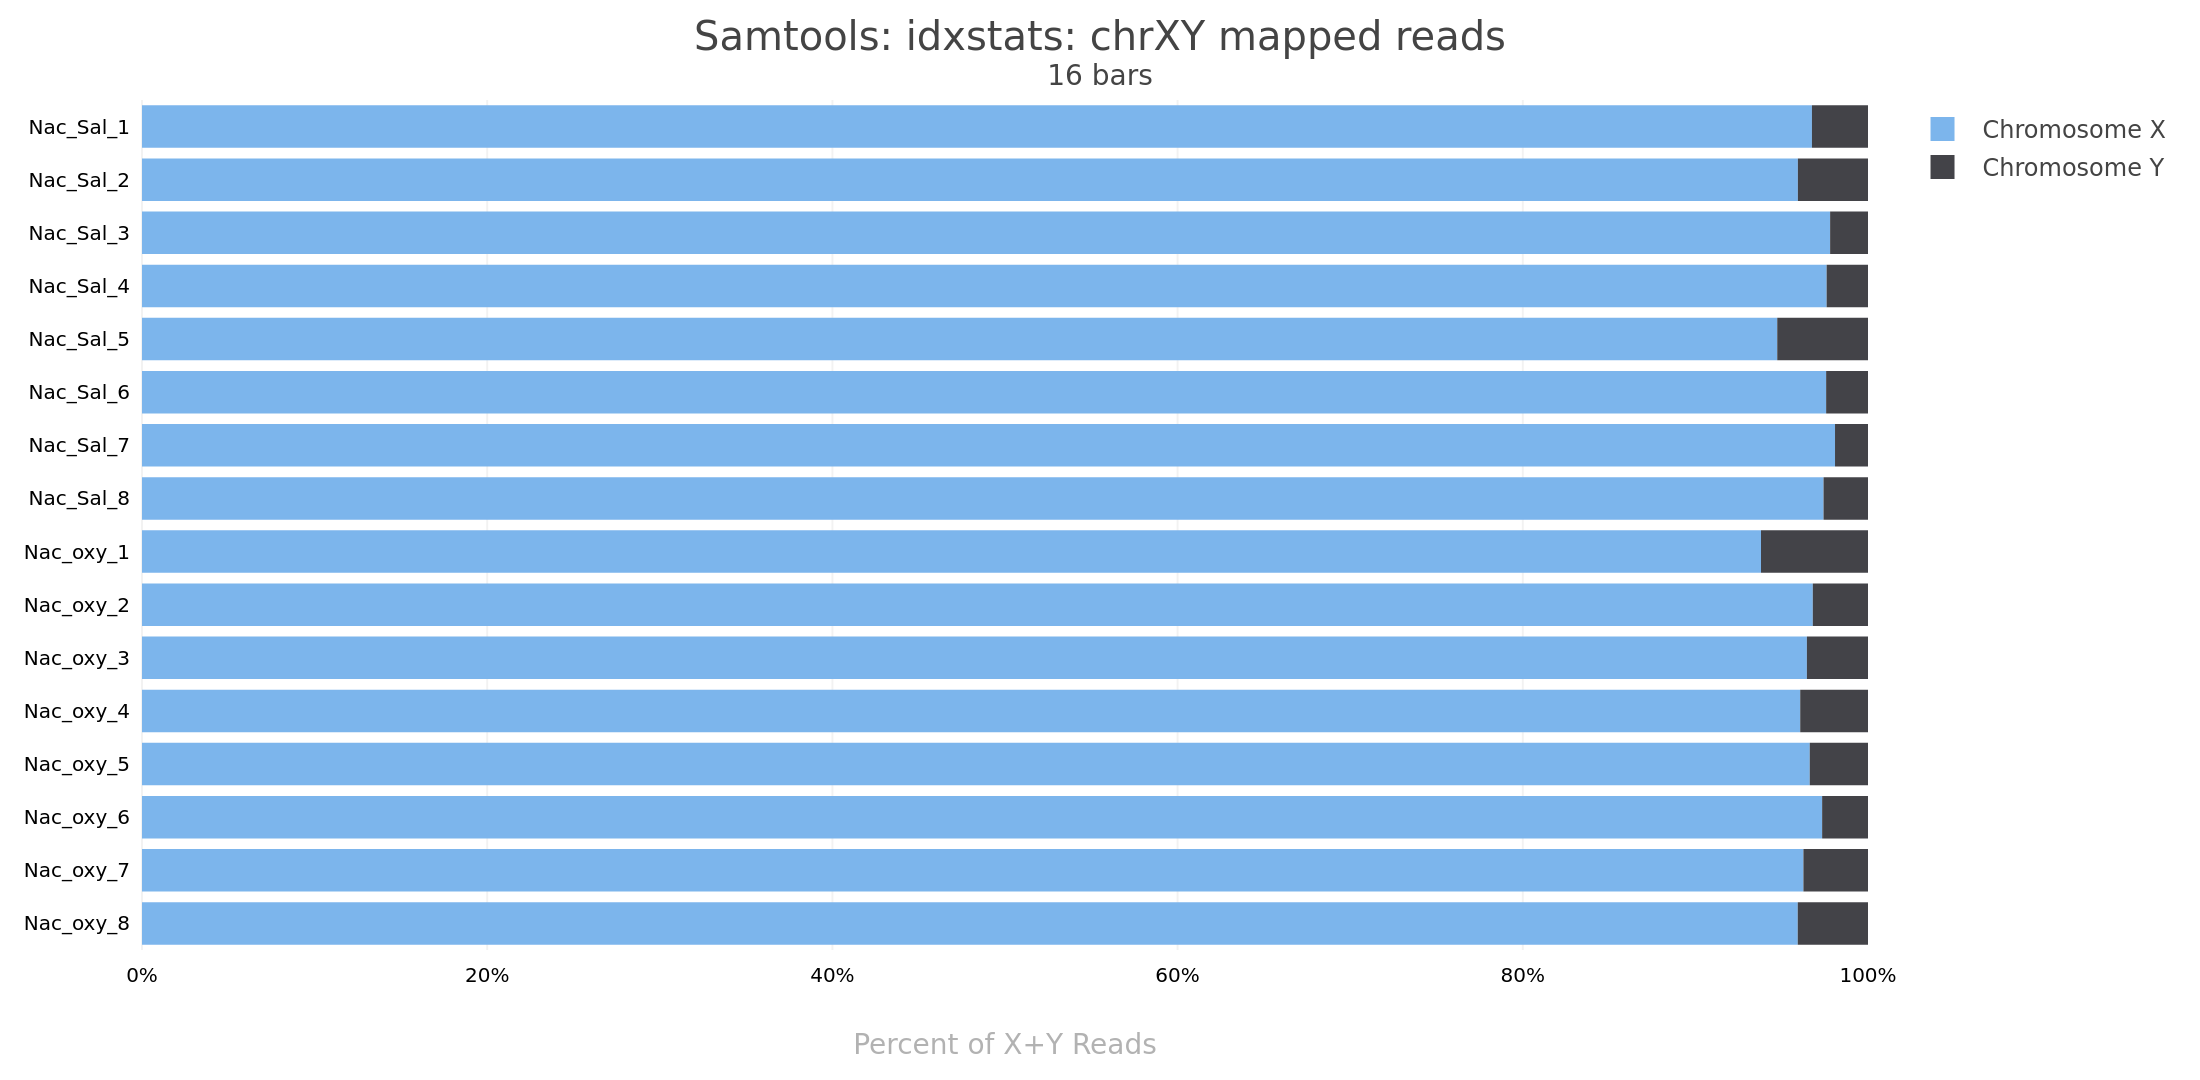 Samtools: idxstats: chrXY mapped reads
16 bars
Nac_Sal_1
Nac_Sal_2
Nac_Sal_3
Nac_Sal_4
Nac_Sal_5
Nac_Sal_6
Nac_Sal_7
Nac_Sal_8
Nac_oxy_1
Nac_oxy_2
Nac_oxy_3
Nac_oxy_4
Nac_oxy_5
Nac_oxy_6
Nac_oxy_7
Nac_oxy_8
0% 20% 40% 60% 80% 100%
Percent of X+Y Reads
Chromosome X
Chromosome Y